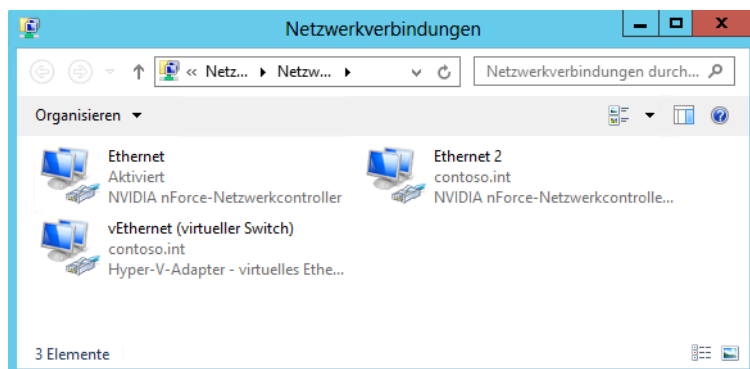 Netzwerkverbindungen
« Netz... Netzw...
Netzwerkverbindungen durch...
Organisieren
Ethernet
Aktiviert
NVIDIA nForce-Netzwerkcontroller
Ethernet 2
contoso.int
NVIDIA nForce-Netzwerkcontrolle...
vEthernet (virtueller Switch)
contoso.int
Hyper-V-Adapter - virtuelles Ethe...
3 Elemente